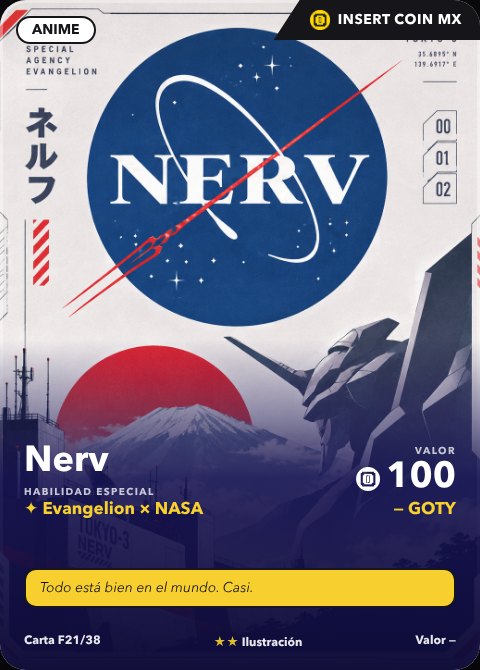 ANIME
INSERT COIN MX
SPECIAL
AGENCY
EVANGELION
35.6895° N
139.6917° E
ネルフ
00
01
02
NERV
Nerv
VALOR
100
HABILIDAD ESPECIAL
✦ Evangelion × NASA
— GOTY
TOKYO-3
NERV
Todo está bien en el mundo. Casi.
Carta F21/38
★★ Ilustración
Valor —